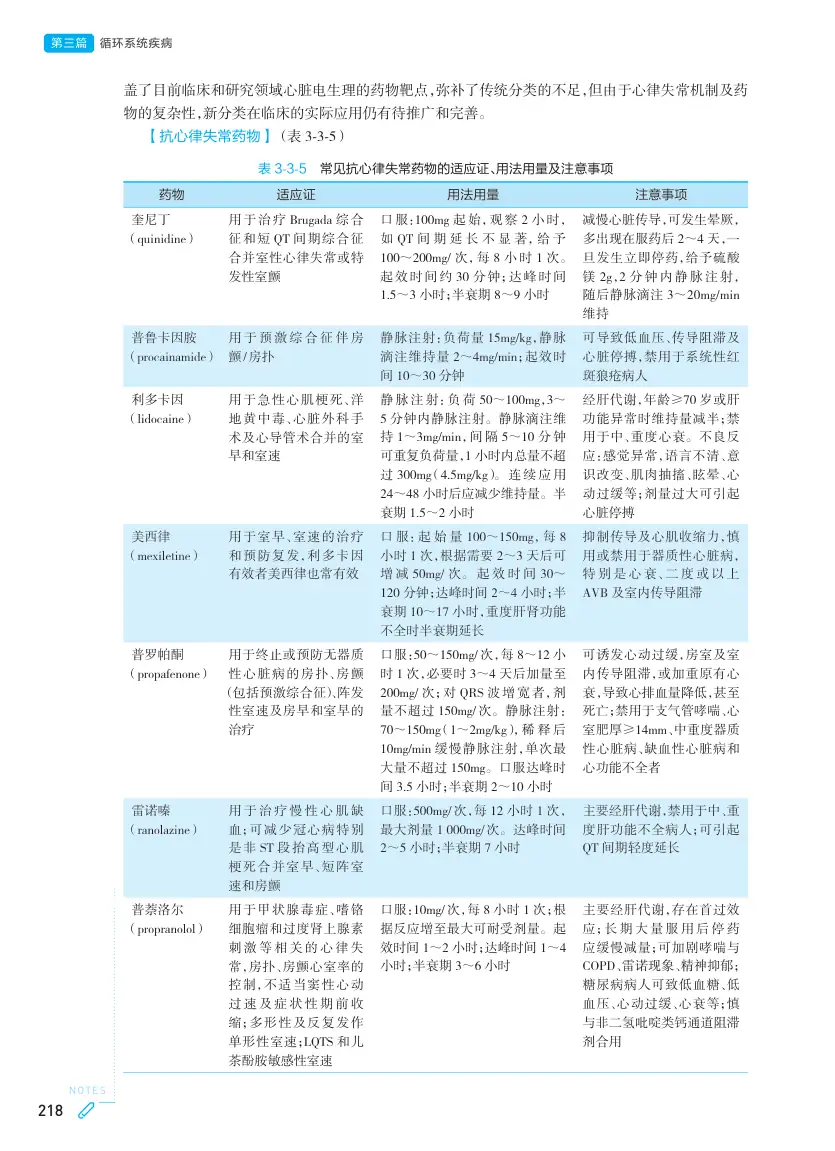 第三篇 循环系统疾病
盖了目前临床和研究领域心脏电生理的药物靶点,弥补了传统分类的不足,但由于心律失常机制及药
物的复杂性,新分类在临床的实际应用仍有待推广和完善。
【抗心律失常药物】(表 3-3-5)
表 3-3-5 常见抗心律失常药物的适应证、用法用量及注意事项
药物 适应证 用法用量 注意事项
奎尼丁
(quinidine)
用于治疗 Brugada 综合
征和短 QT 间期综合征
合并室性心律失常或特
发性室颤
口服:100mg 起始,观察 2 小时,
如 QT 间期延长不显著,给予
100～200mg/ 次,每 8 小时 1 次。
起效时间约 30 分钟;达峰时间
1.5～3 小时;半衰期 8～9 小时
减慢心脏传导,可发生晕厥,
多出现在服药后 2～4 天,一
旦发生立即停药,给予硫酸
镁 2g,2 分钟内静脉注射,
随后静脉滴注 3～20mg/min
维持
普鲁卡因胺
(procainamide)
用于预激综合征伴房
颤/房扑
静脉注射:负荷量 15mg/kg,静脉
滴注维持量 2～4mg/min;起效时
间 10～30 分钟
可导致低血压、传导阻滞及
心脏停搏,禁用于系统性红
斑狼疮病人
利多卡因
(lidocaine)
用于急性心肌梗死、洋
地黄中毒、心脏外科手
术及心导管术合并的室
早和室速
静脉注射:负荷 50～100mg,3～
5 分钟内静脉注射。静脉滴注维
持 1～3mg/min,间隔 5～10 分钟
可重复负荷量,1 小时内总量不超
过 300mg(4.5mg/kg)。连续应用
24～48 小时后应减少维持量。半
衰期 1.5～2 小时
经肝代谢,年龄≥70 岁或肝
功能异常时维持量减半;禁
用于中、重度心衰。不良反
应:感觉异常,语言不清、意
识改变、肌肉抽搐、眩晕、心
动过缓等;剂量过大可引起
心脏停搏
美西律
(mexiletine)
用于室早、室速的治疗
和预防复发,利多卡因
有效者美西律也常有效
口服:起始量 100～150mg,每 8
小时 1 次,根据需要 2～3 天后可
增减 50mg/ 次。起效时间 30～
120 分钟;达峰时间 2～4 小时;半
衰期 10～17 小时,重度肝肾功能
不全时半衰期延长
抑制传导及心肌收缩力,慎
用或禁用于器质性心脏病,
特别是心衰、二度或以上
AVB 及室内传导阻滞
普罗帕酮
(propafenone)
用于终止或预防无器质
性心脏病的房扑、房颤
(包括预激综合征)、阵发
性室速及房早和室早的
治疗
口服:50～150mg/次,每 8～12 小
时 1 次,必要时 3～4 天后加量至
200mg/ 次;对 QRS 波增宽者,剂
量不超过 150mg/次。静脉注射:
70～150mg(1～2mg/kg),稀释后
10mg/min 缓慢静脉注射,单次最
大量不超过 150mg。口服达峰时
间 3.5 小时;半衰期 2～10 小时
可诱发心动过缓,房室及室
内传导阻滞,或加重原有心
衰,导致心排血量降低,甚至
死亡;禁用于支气管哮喘、心
室肥厚≥14mm、中重度器质
性心脏病、缺血性心脏病和
心功能不全者
雷诺嗪
(ranolazine)
用于治疗慢性心肌缺
血;可减少冠心病特别
是非 ST 段抬高型心肌
梗死合并室早、短阵室
速和房颤
口服:500mg/次,每 12 小时 1 次,
最大剂量 1 000mg/次。达峰时间
2～5 小时;半衰期 7 小时
主要经肝代谢,禁用于中、重
度肝功能不全病人;可引起
QT 间期轻度延长
普萘洛尔
(propranolol)
用于甲状腺毒症、嗜铬
细胞瘤和过度肾上腺素
刺激等相关的心律失
常,房扑、房颤心室率的
控制,不适当窦性心动
过速及症状性期前收
缩;多形性及反复发作
单形性室速;LQTS 和儿
茶酚胺敏感性室速
口服:10mg/次,每 8 小时 1 次;根
据反应增至最大可耐受剂量。起
效时间 1～2 小时;达峰时间 1～4
小时;半衰期 3～6 小时
主要经肝代谢,存在首过效
应;长期大量服用后停药
应缓慢减量;可加剧哮喘与
COPD、雷诺现象、精神抑郁;
糖尿病病人可致低血糖、低
血压、心动过缓、心衰等;慎
与非二氢吡啶类钙通道阻滞
剂合用
NOTES
218